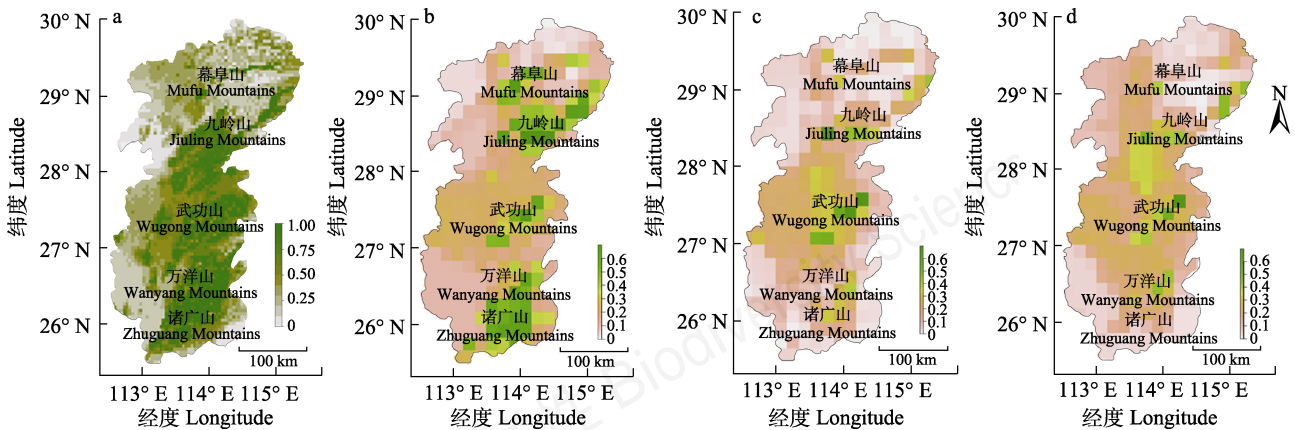 a
30° N
29° N
28° N
27° N
26° N
纬度 Latitude
幕阜山
Mufu Mountains
九岭山
Jiuling Mountains
武功山
Wugong Mountains
万洋山
Wanyang Mountains
诸广山
Zhuguang Mountains
1.00
0.75
0.50
0.25
0
100 km
113° E 114° E 115° E
经度 Longitude
b
30° N
29° N
28° N
27° N
26° N
纬度 Latitude
幕阜山
Mufu Mountains
九岭山
Jiuling Mountains
武功山
Wugong Mountains
万洋山
Wanyang Mountains
诸广山
Zhuguang Mountains
0.6
0.5
0.4
0.3
0.2
0.1
0
100 km
113° E 114° E 115° E
经度 Longitude
c
30° N
29° N
28° N
27° N
26° N
纬度 Latitude
幕阜山
Mufu Mountains
九岭山
Jiuling Mountains
武功山
Wugong Mountains
万洋山
Wanyang Mountains
诸广山
Zhuguang Mountains
0.6
0.5
0.4
0.3
0.2
0.1
0
100 km
113° E 114° E 115° E
经度 Longitude
d
30° N
29° N
28° N
27° N
26° N
纬度 Latitude
幕阜山
Mufu Mountains
九岭山
Jiuling Mountains
武功山
Wugong Mountains
万洋山
Wanyang Mountains
诸广山
Zhuguang Mountains
0.6
0.5
0.4
0.3
0.2
0.1
0
100 km
113° E 114° E 115° E
经度 Longitude
N
Biodiversity Science